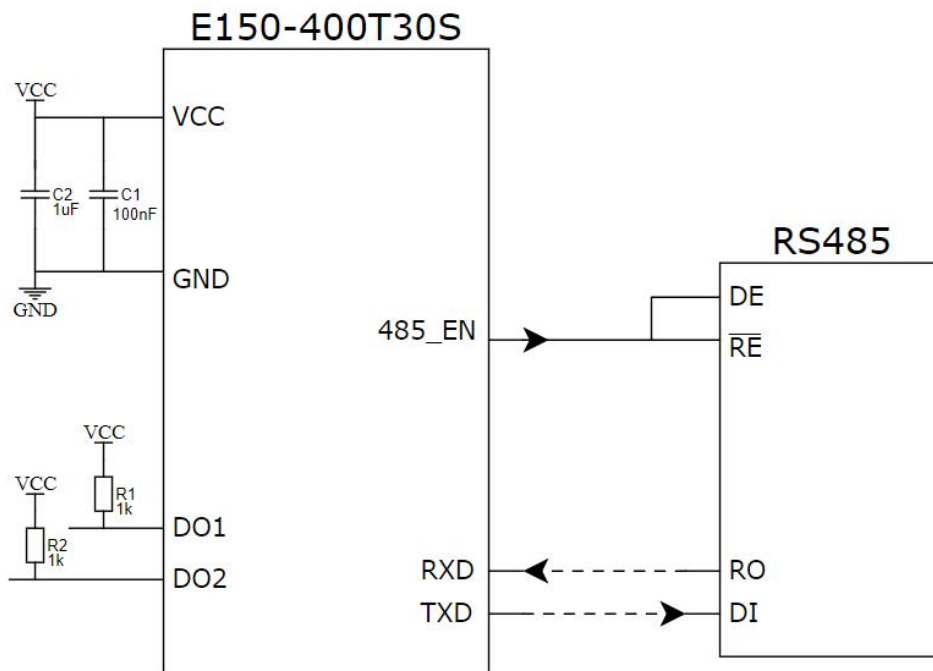 E150-400T30S
VCC
VCC
C2
1uF
C1
100nF
RS485
GND
GND
DE
485_EN
RE
VCC
VCC
R1
1k
DO1
R2
1k
DO2
RXD
RO
TXD
DI